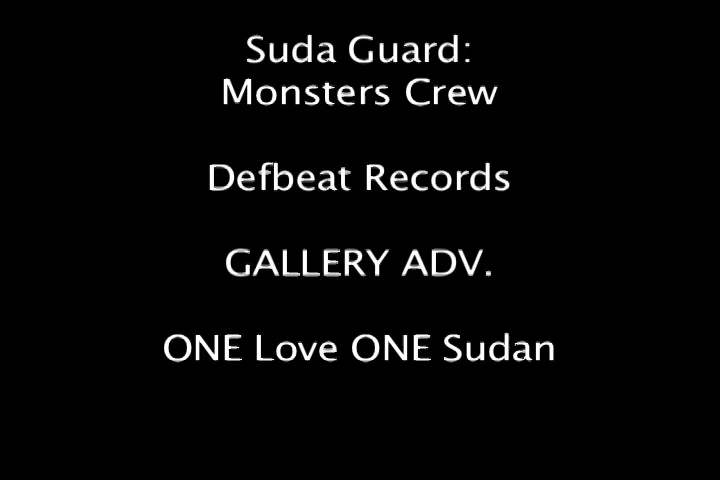 Suda Guard:
Monsters Crew
Defbeat Records
GALLERY ADV.
ONE Love ONE Sudan